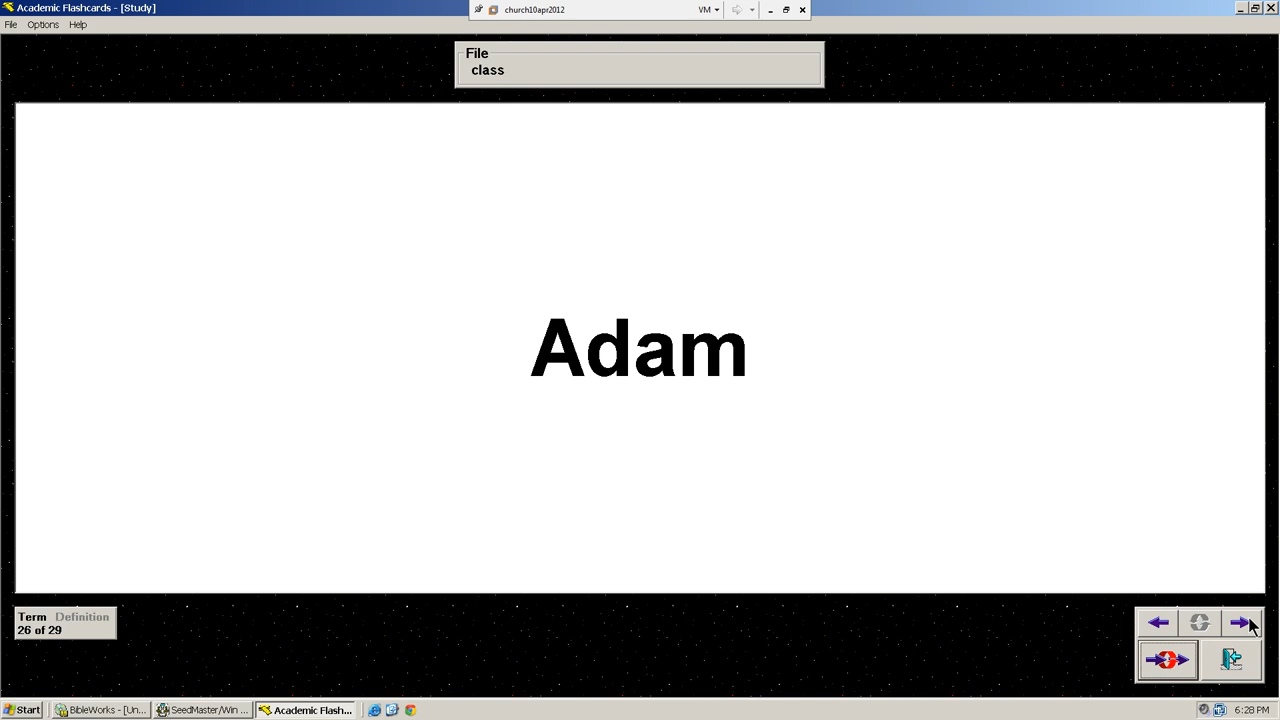 Academic Flashcards - [Study]
church10apr2012
VM
File Options Help
File
class
Adam
Term Definition
26 of 29
Start
BibleWorks - [Un...
SeedMaster/Win ...
Academic Flash...
6:28 PM